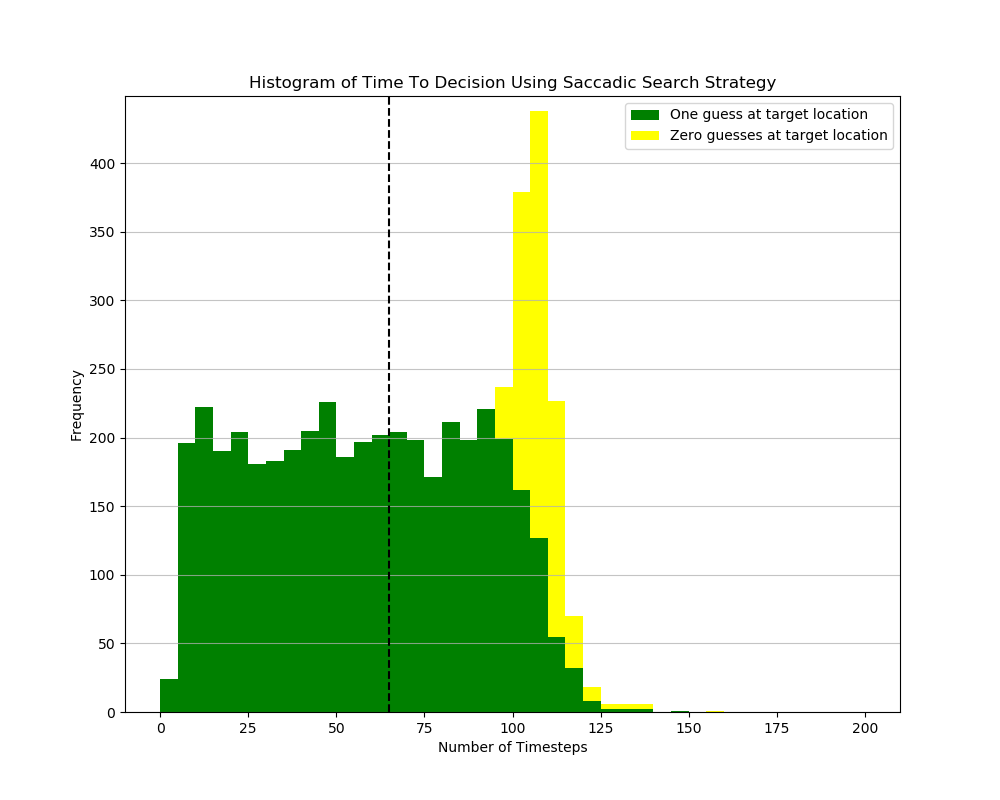 Histogram of Time To Decision Using Saccadic Search Strategy
One guess at target location
Zero guesses at target location
Frequency
400
350
300
250
200
150
100
50
0
0 25 50 75 100 125 150 175 200
Number of Timesteps